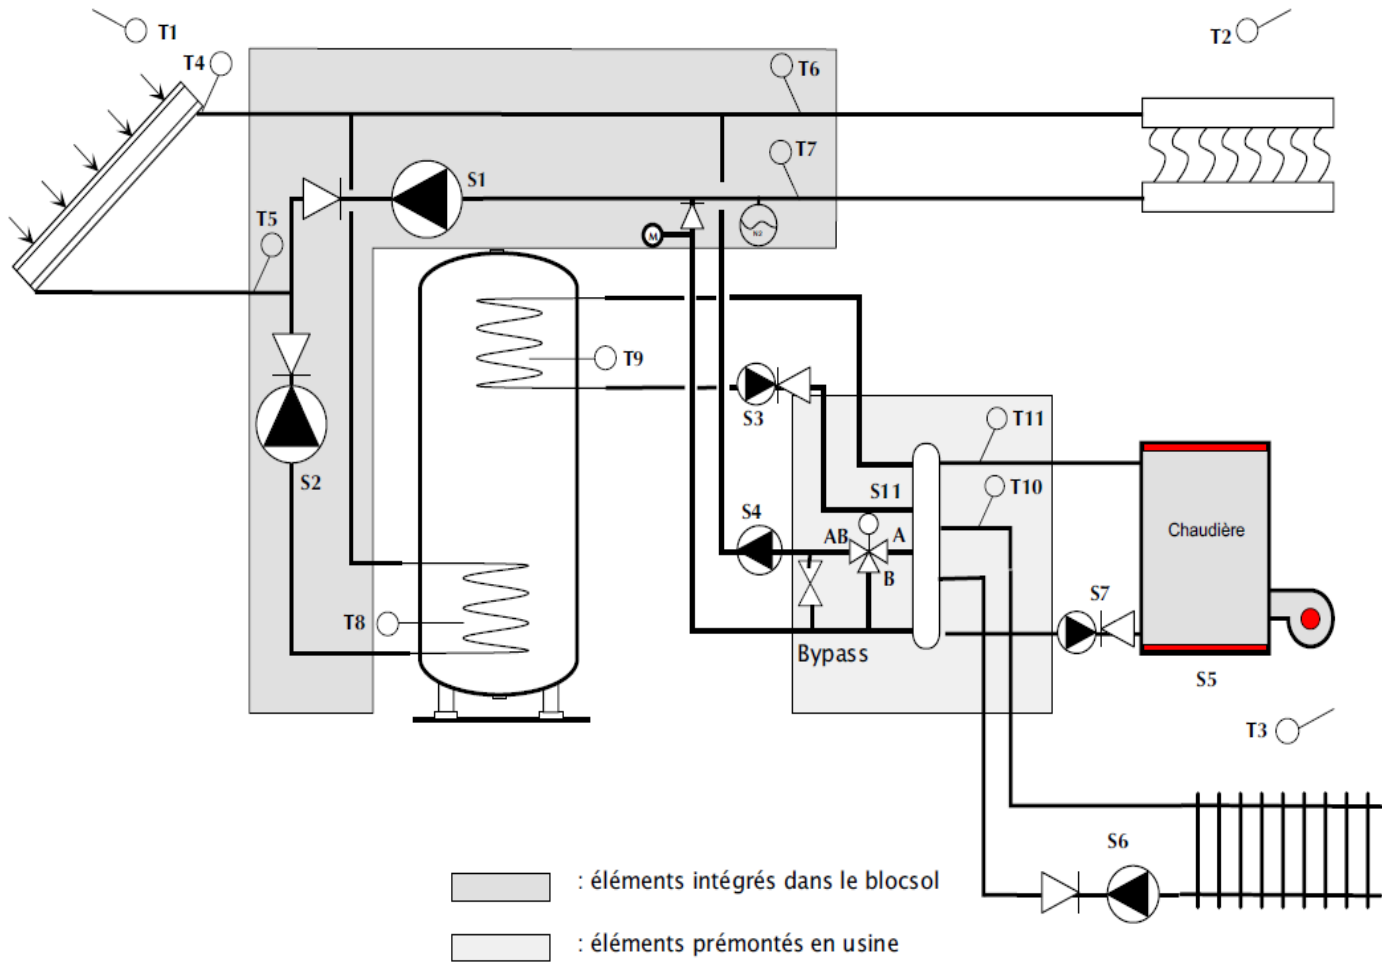 T1
T2
T4
T6
T7
S1
T5
N2
M
T9
S3
T11
S11
T10
S4
AB
A
Chaudière
B
S7
S2
T8
Bypass
S5
T3
S6
: éléments intégrés dans le blocsol
: éléments prémontés en usine